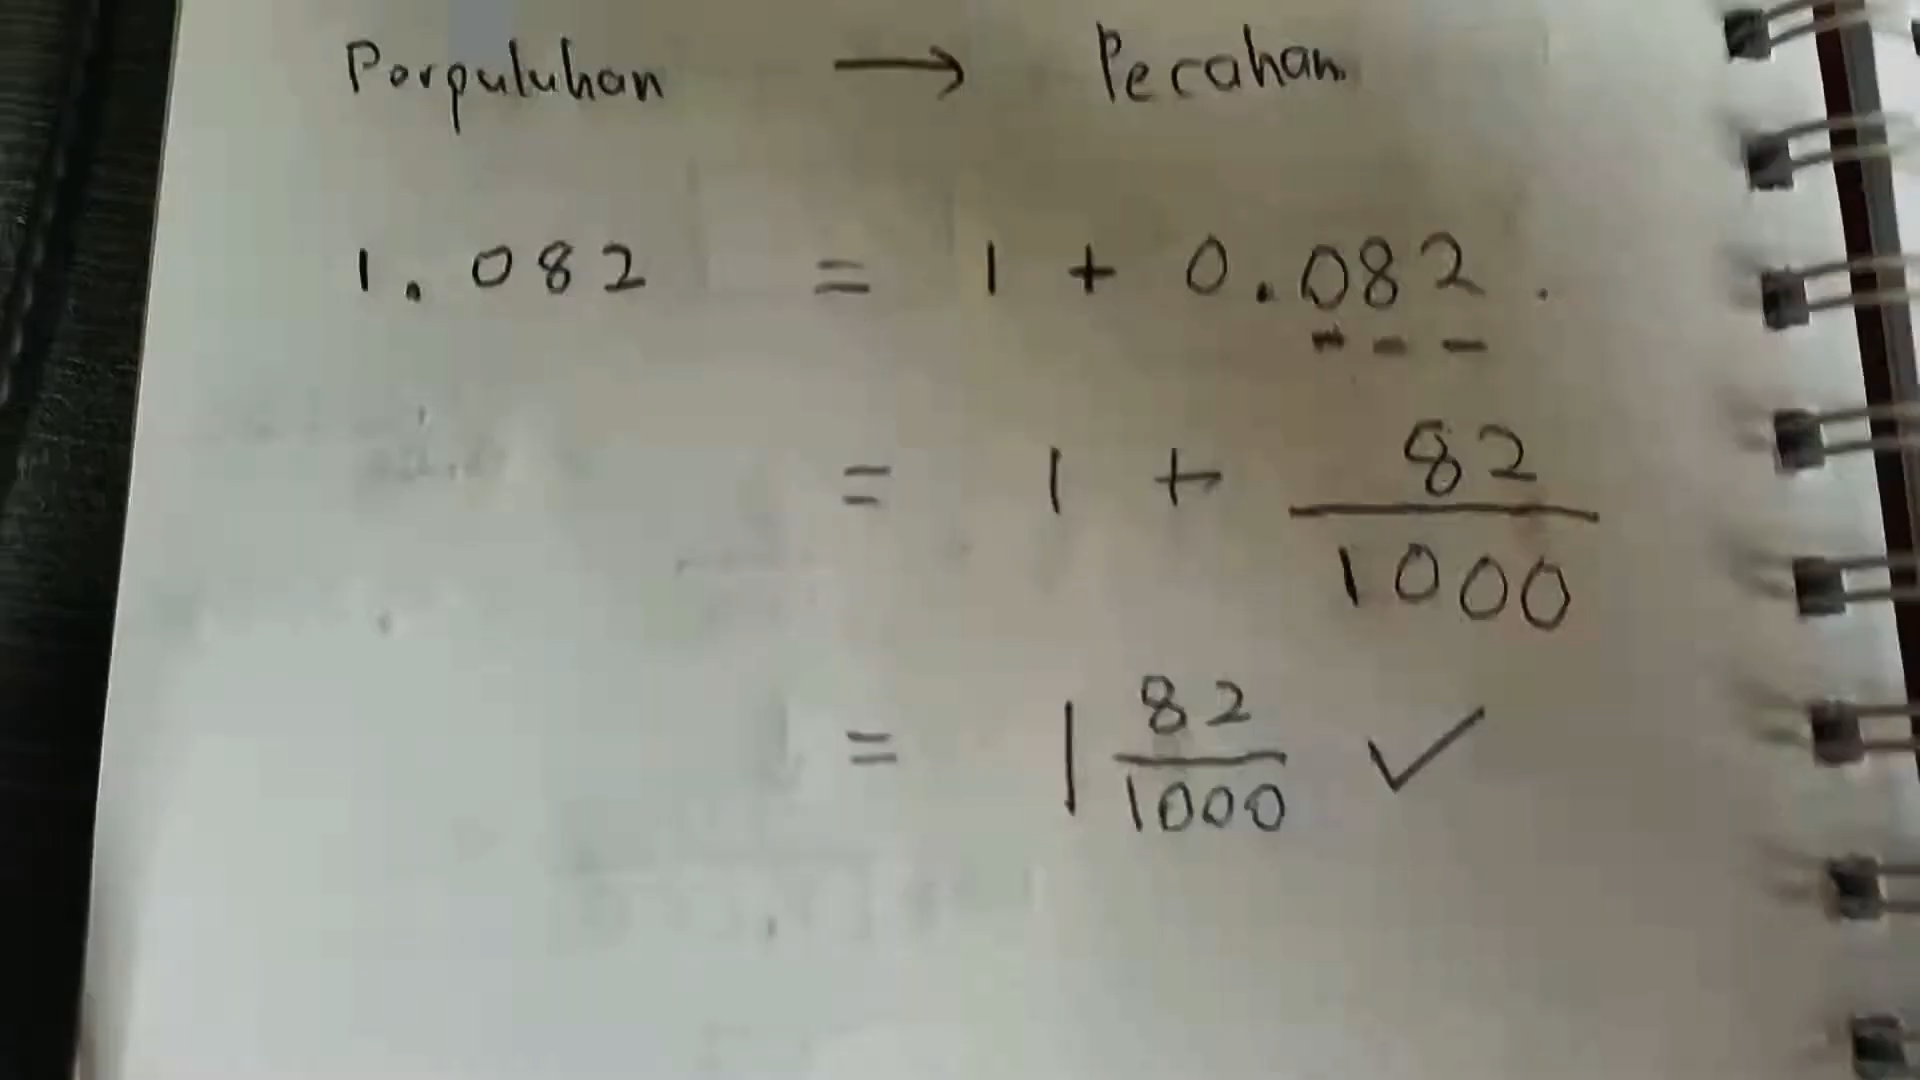 Perpuluhan → Pecahan
1.082 = 1 + 0.082
= 1 + 82/1000
= 1 82/1000 ✓